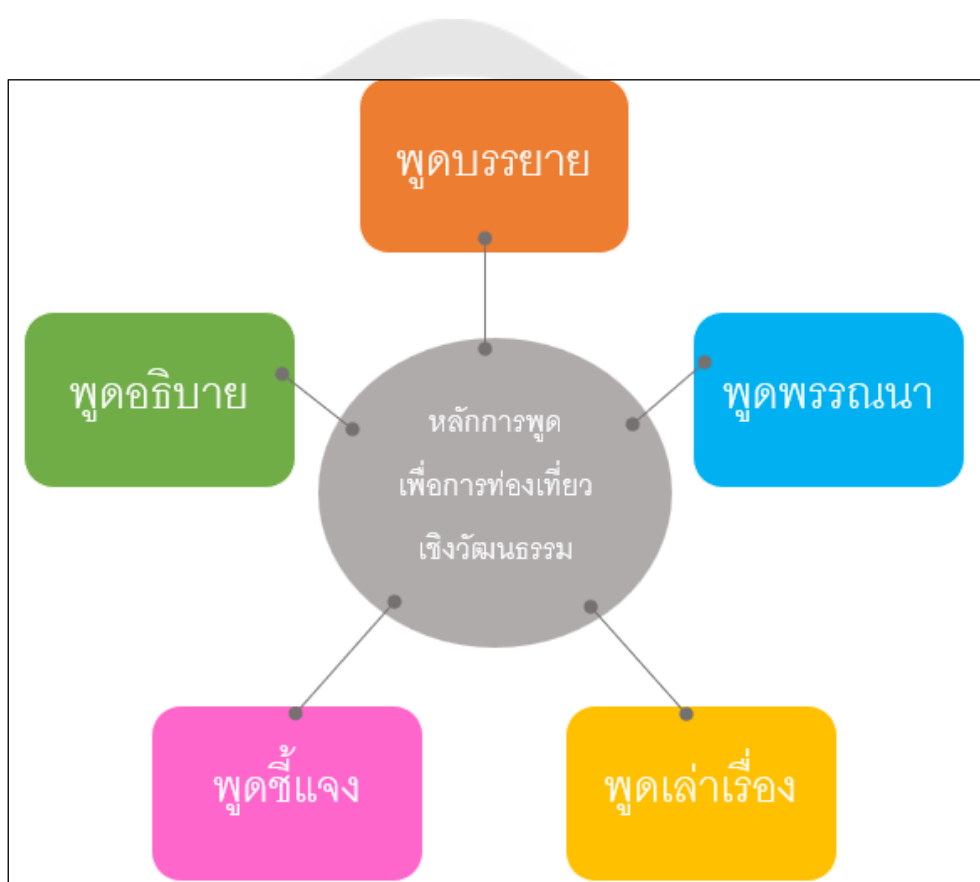 พูดบรรยาย
พูดอธิบาย
พูดพรรณนา
หลักการพูด
เพื่อการท่องเที่ยว
เชิงวัฒนธรรม
พูดชี้แจง
พูดเล่าเรื่อง